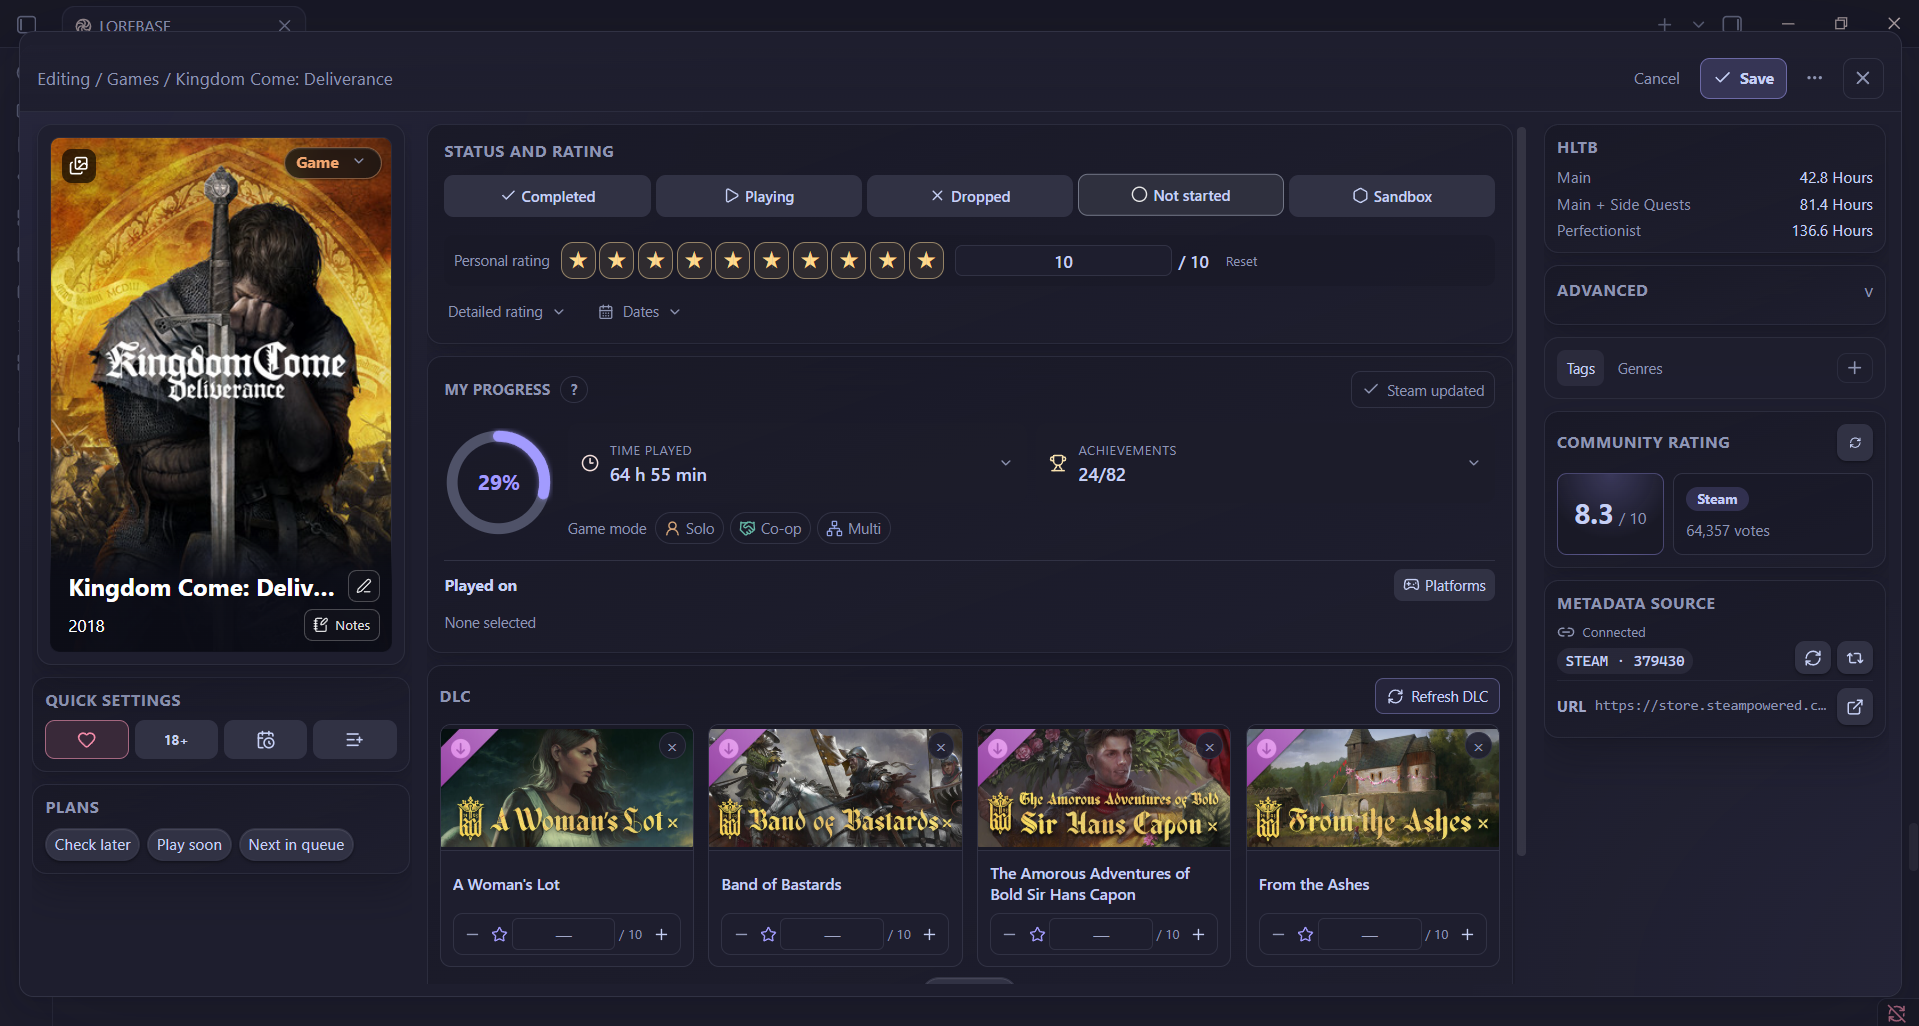 LOREBASE
Editing / Games / Kingdom Come: Deliverance
Cancel
Save
Game
Kingdom Come
Deliverance
Kingdom Come: Deliv...
2018
Notes
QUICK SETTINGS
18+
PLANS
Check later
Play soon
Next in queue
STATUS AND RATING
Completed
Playing
Dropped
Not started
Sandbox
Personal rating
10
/ 10
Reset
Detailed rating
Dates
MY PROGRESS
?
Steam updated
29%
TIME PLAYED
64 h 55 min
ACHIEVEMENTS
24/82
Game mode
Solo
Co-op
Multi
Played on
Platforms
None selected
DLC
Refresh DLC
A Woman's Lot
Band of Bastards
The Amorous Adventures of Bold
Sir Hans Capon
From the Ashes
A Woman's Lot
Band of Bastards
The Amorous Adventures of
Bold Sir Hans Capon
From the Ashes
— / 10
— / 10
— / 10
— / 10
HLTB
Main 42.8 Hours
Main + Side Quests 81.4 Hours
Perfectionist 136.6 Hours
ADVANCED
v
Tags
Genres
COMMUNITY RATING
8.3 / 10
Steam
64,357 votes
METADATA SOURCE
Connected
STEAM · 379430
URL https://store.steampowered.c…